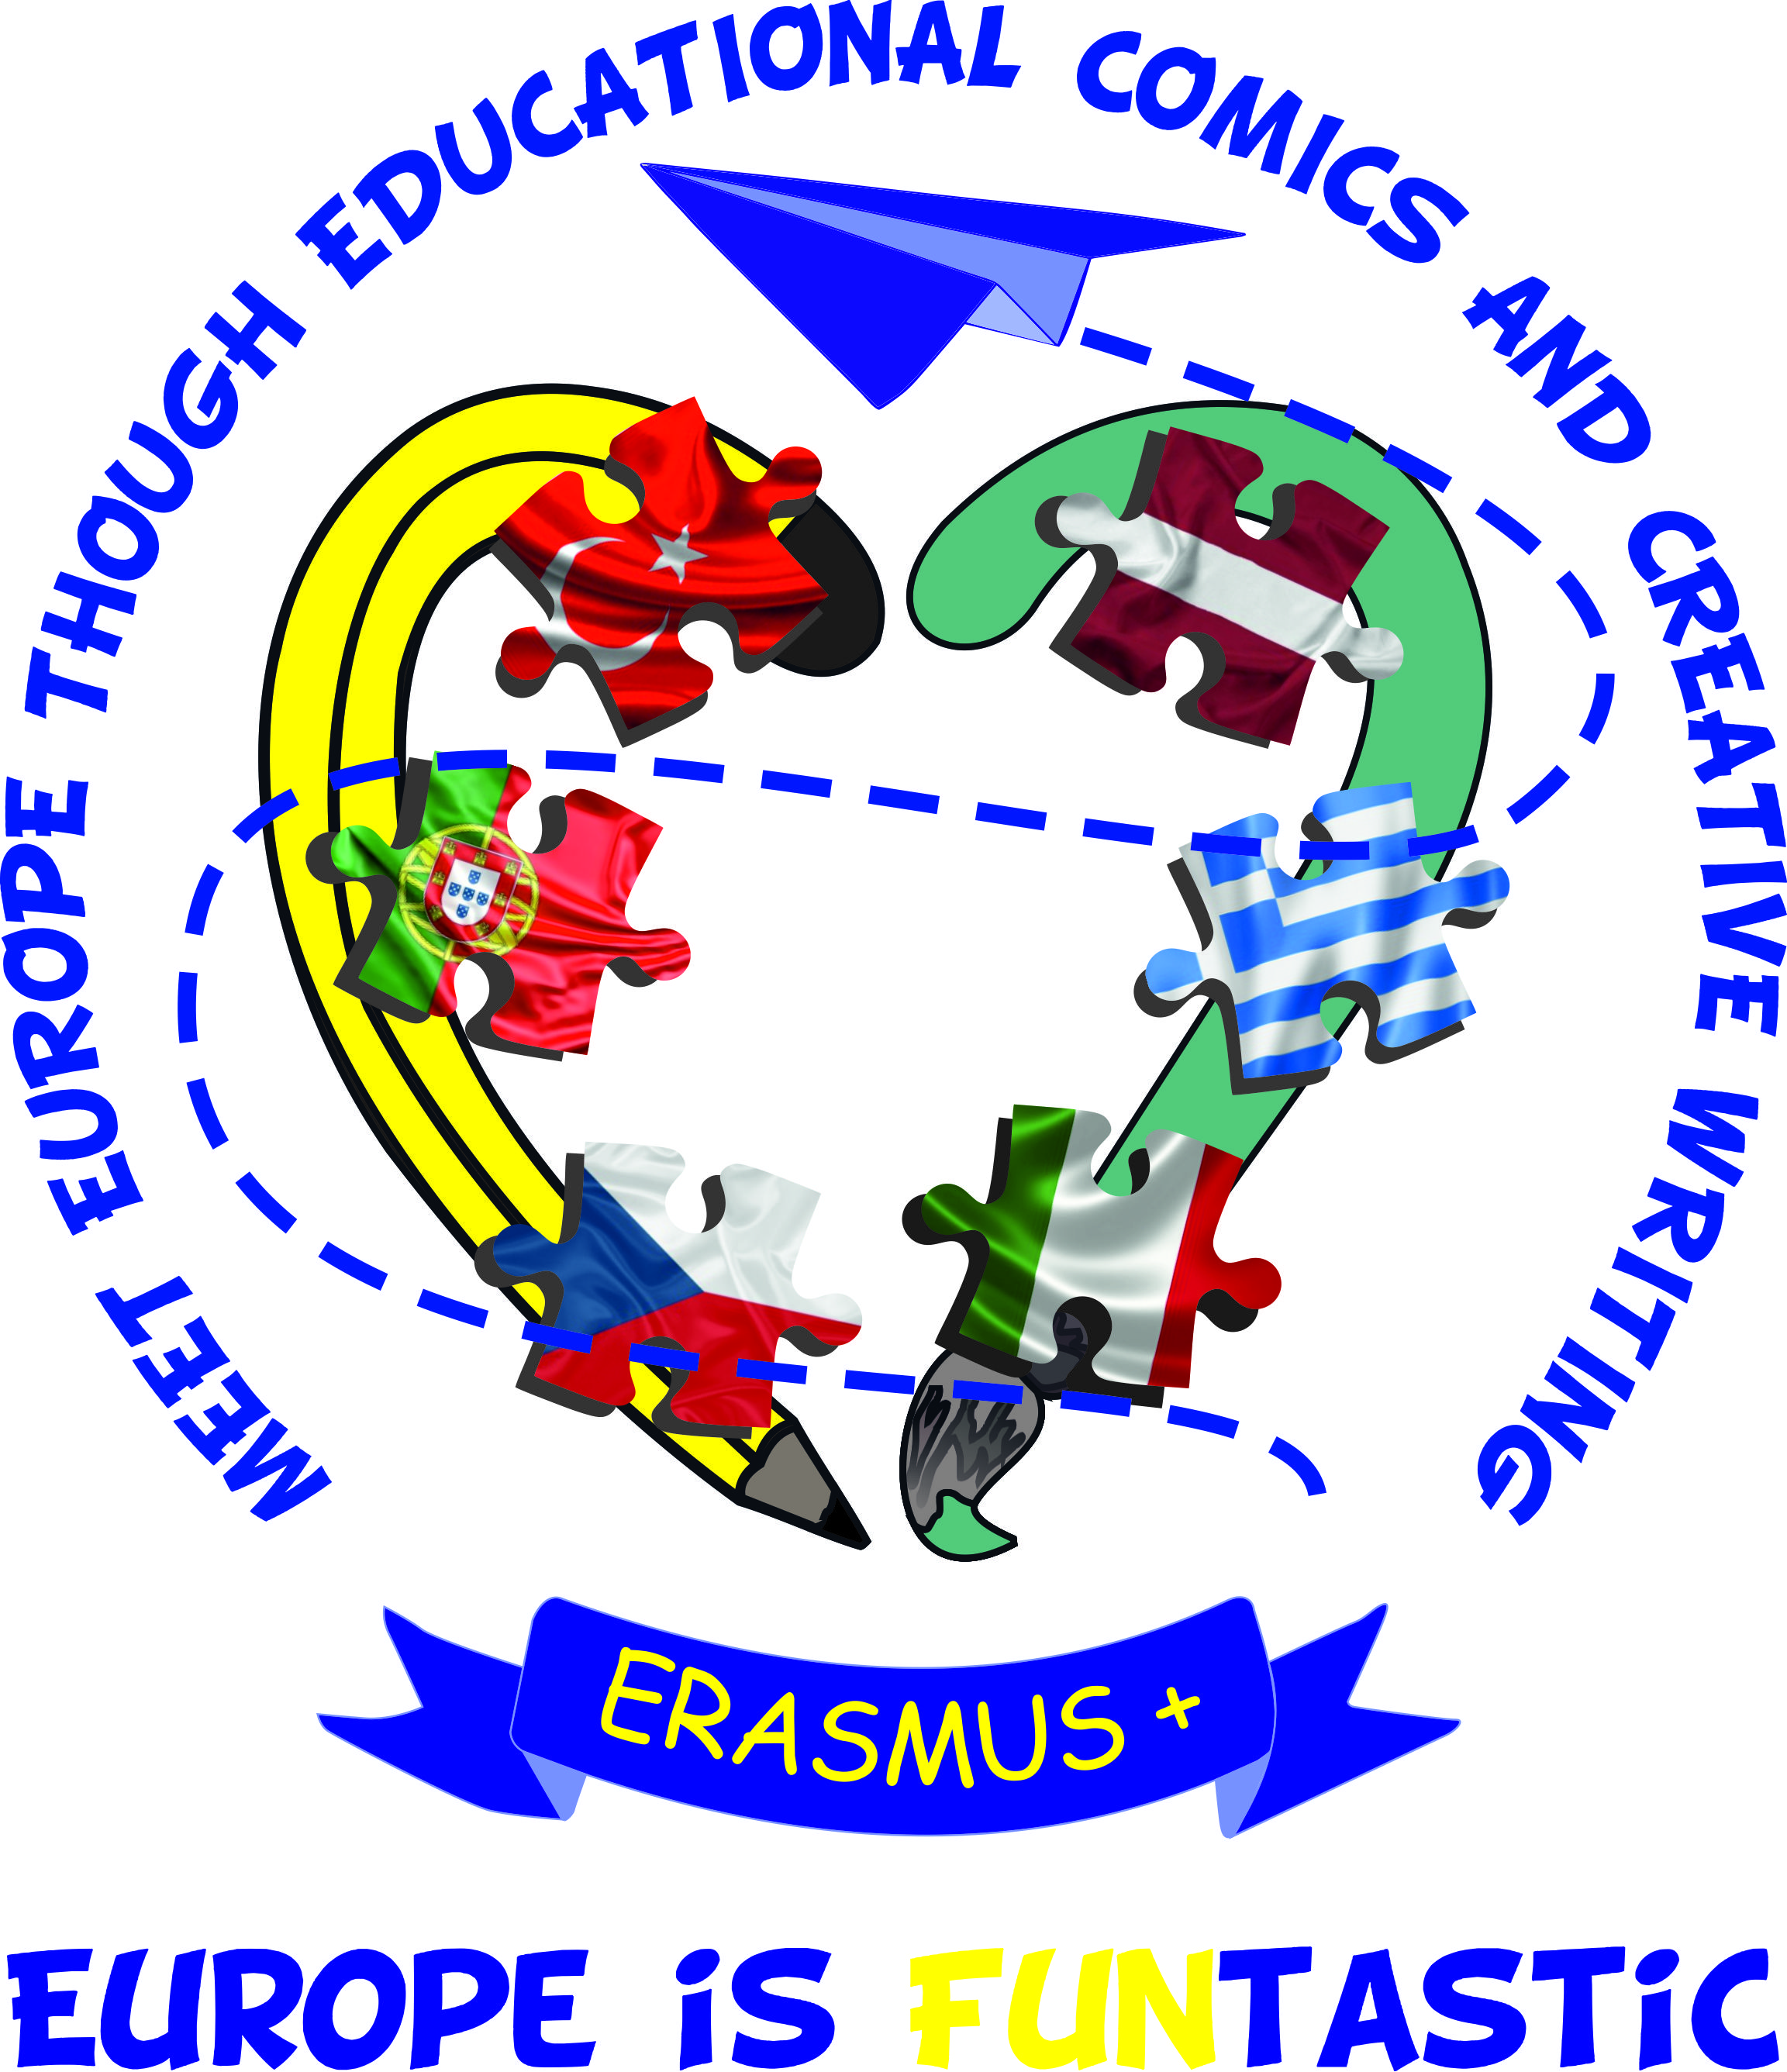 MEET EUROPE THOUGH EDUCATIONAL COMICS AND CREATIVE WRITING
ERASMUS +
EUROPE iS FUNTASTiC